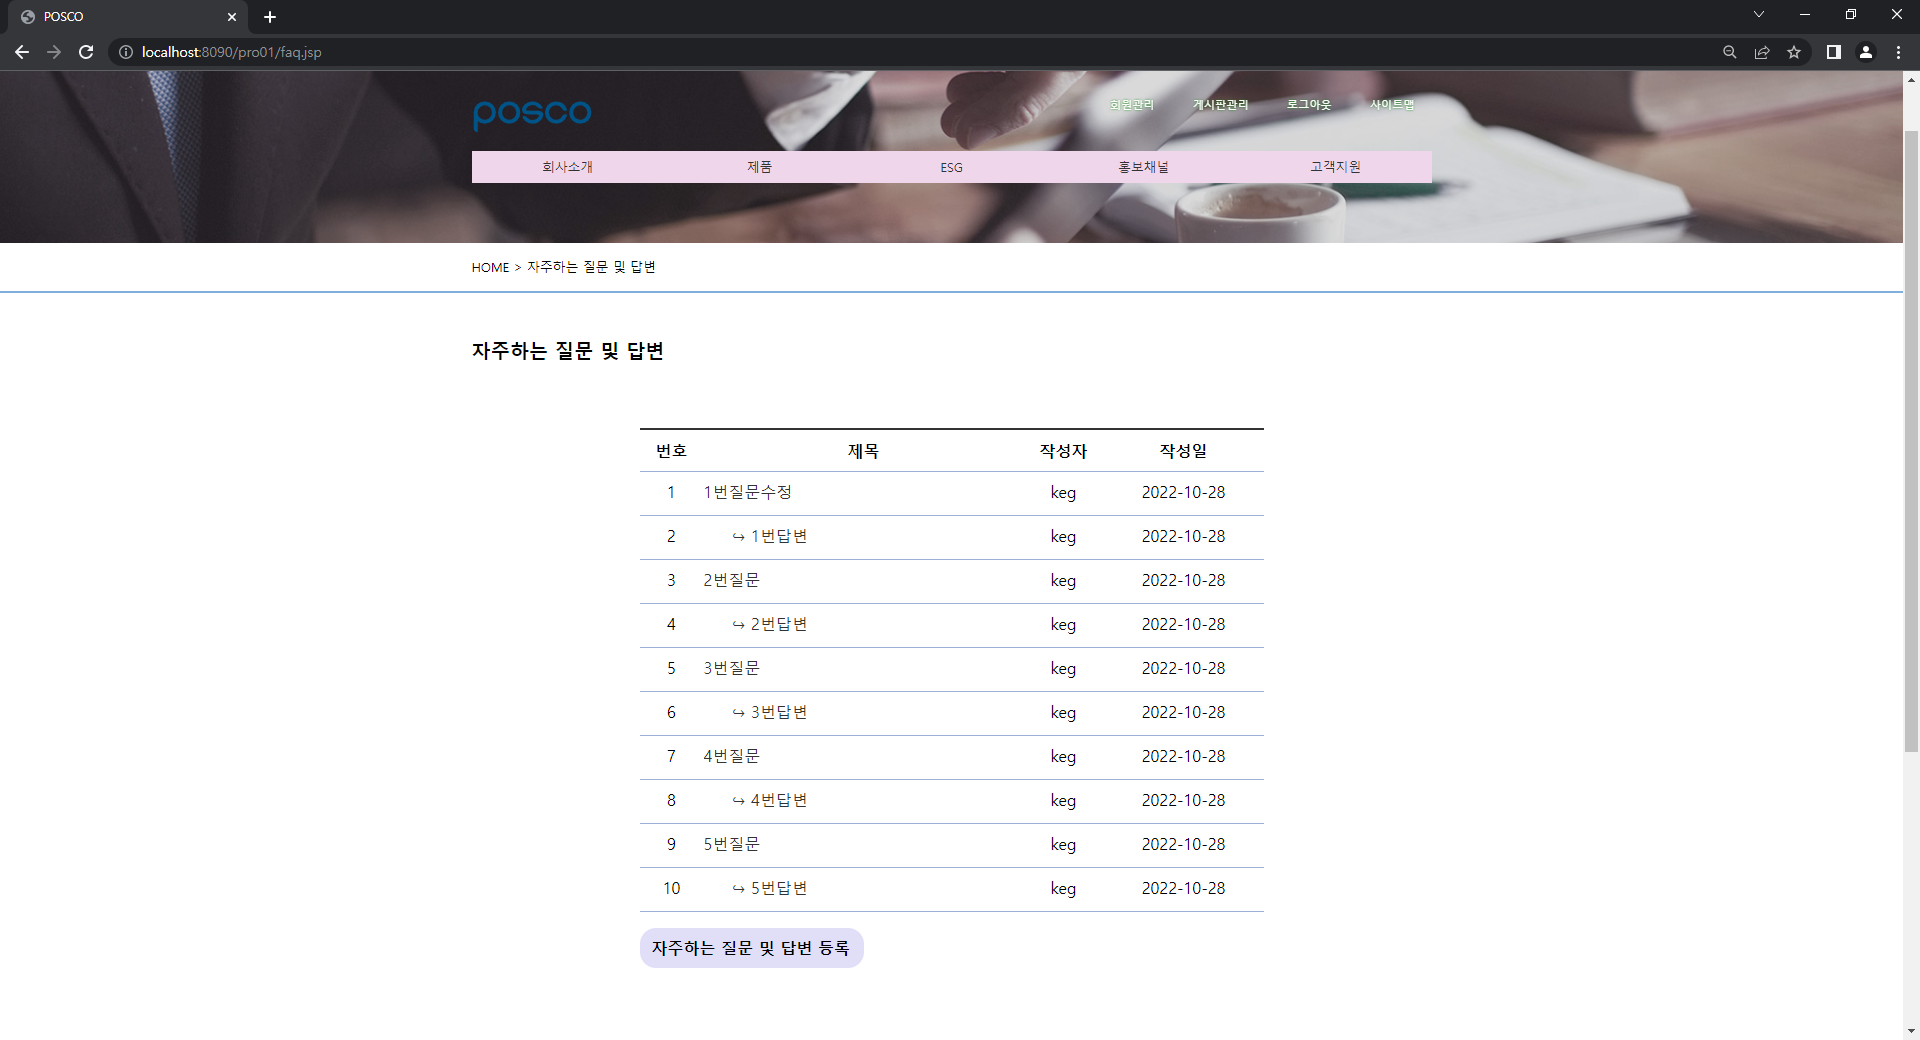 POSCO
localhost:8090/pro01/faq.jsp
posco
회원관리 게시판관리 로그아웃 사이트맵
회사소개 제품 ESG 홍보채널 고객지원
HOME > 자주하는 질문 및 답변
자주하는 질문 및 답변
번호 제목 작성자 작성일
1 1번질문수정 keg 2022-10-28
2 ↪ 1번답변 keg 2022-10-28
3 2번질문 keg 2022-10-28
4 ↪ 2번답변 keg 2022-10-28
5 3번질문 keg 2022-10-28
6 ↪ 3번답변 keg 2022-10-28
7 4번질문 keg 2022-10-28
8 ↪ 4번답변 keg 2022-10-28
9 5번질문 keg 2022-10-28
10 ↪ 5번답변 keg 2022-10-28
자주하는 질문 및 답변 등록